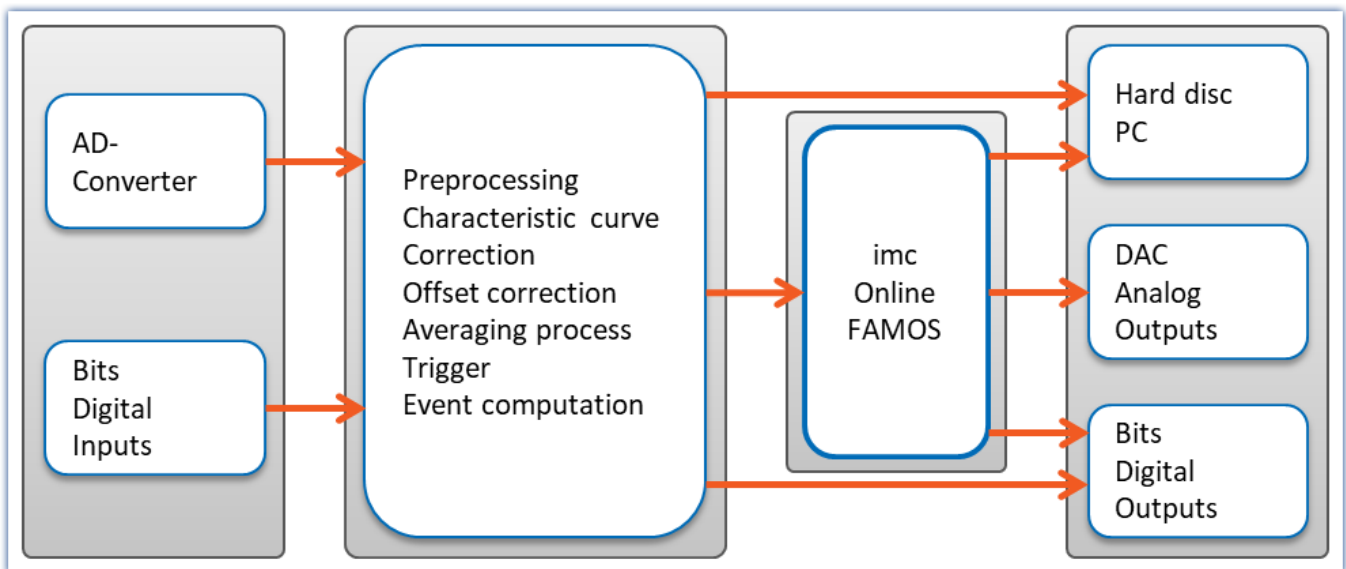 AD-
Converter
Bits
Digital
Inputs
Preprocessing
Characteristic curve
Correction
Offset correction
Averaging process
Trigger
Event computation
imc
Online
FAMOS
Hard disc
PC
DAC
Analog
Outputs
Bits
Digital
Outputs